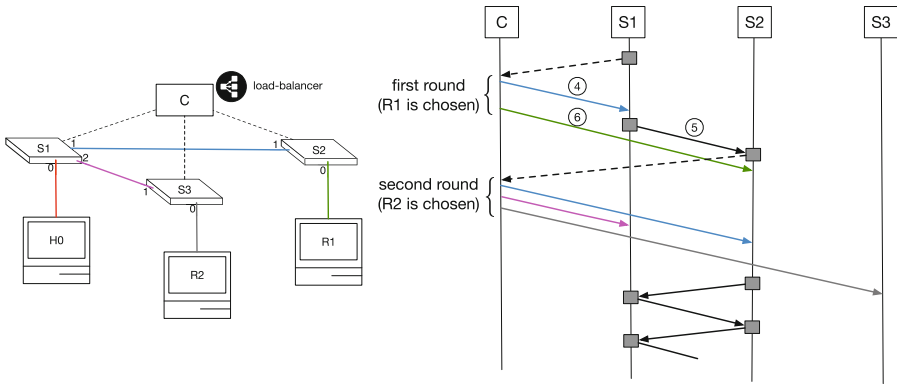 C
load-balancer
S1
1
2
0
1
S2
0
S3
1
0
H0
R2
R1
C
S1
S2
S3
first round
(R1 is chosen)
4
6
5
second round
(R2 is chosen)